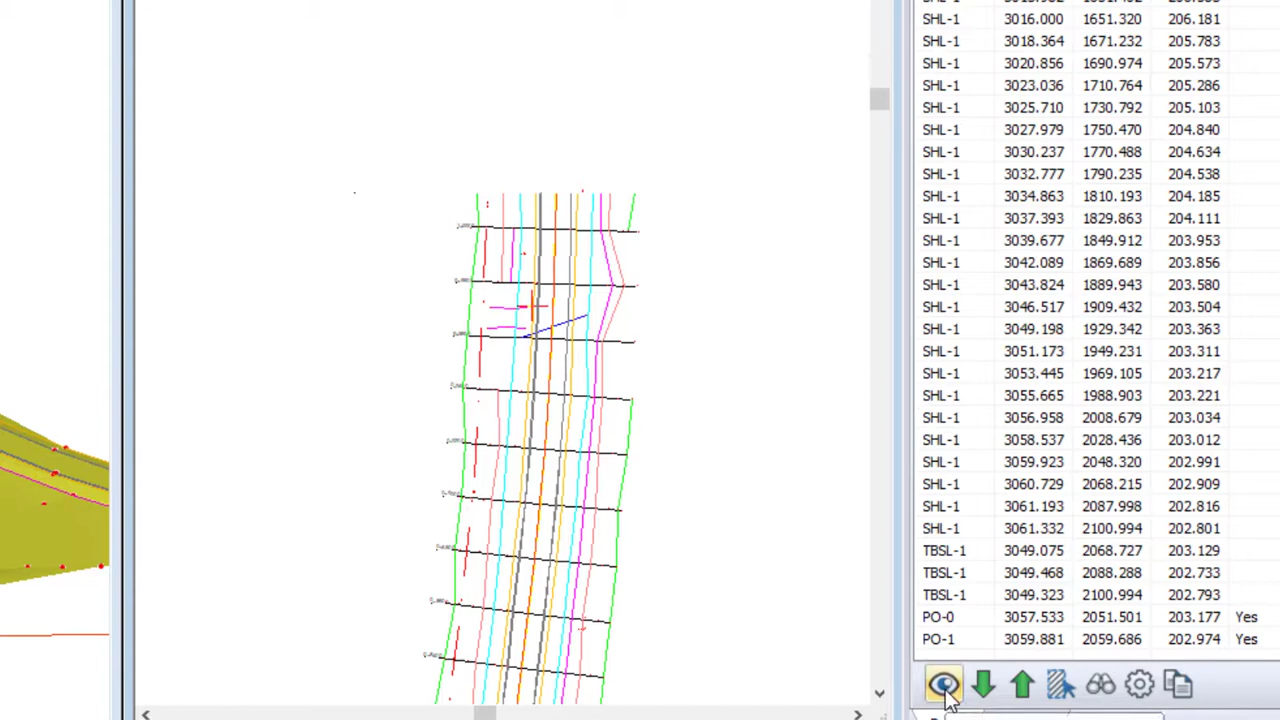 SHL-1 3016.000 1651.320 206.181
SHL-1 3018.364 1671.232 205.783
SHL-1 3020.856 1690.974 205.573
SHL-1 3023.036 1710.764 205.286
SHL-1 3025.710 1730.792 205.103
SHL-1 3027.979 1750.470 204.840
SHL-1 3030.237 1770.488 204.634
SHL-1 3032.777 1790.235 204.538
SHL-1 3034.863 1810.193 204.185
SHL-1 3037.393 1829.863 204.111
SHL-1 3039.677 1849.912 203.953
SHL-1 3042.089 1869.689 203.856
SHL-1 3043.824 1889.943 203.580
SHL-1 3046.517 1909.432 203.504
SHL-1 3049.198 1929.342 203.363
SHL-1 3051.173 1949.231 203.311
SHL-1 3053.445 1969.105 203.217
SHL-1 3055.665 1988.903 203.221
SHL-1 3056.958 2008.679 203.034
SHL-1 3058.537 2028.436 203.012
SHL-1 3059.923 2048.320 202.991
SHL-1 3060.729 2068.215 202.909
SHL-1 3061.193 2087.998 202.816
SHL-1 3061.332 2100.994 202.801
TBSL-1 3049.075 2068.727 203.129
TBSL-1 3049.468 2088.288 202.733
TBSL-1 3049.323 2100.994 202.793
PO-0 3057.533 2051.501 203.177 Yes
PO-1 3059.881 2059.686 202.974 Yes